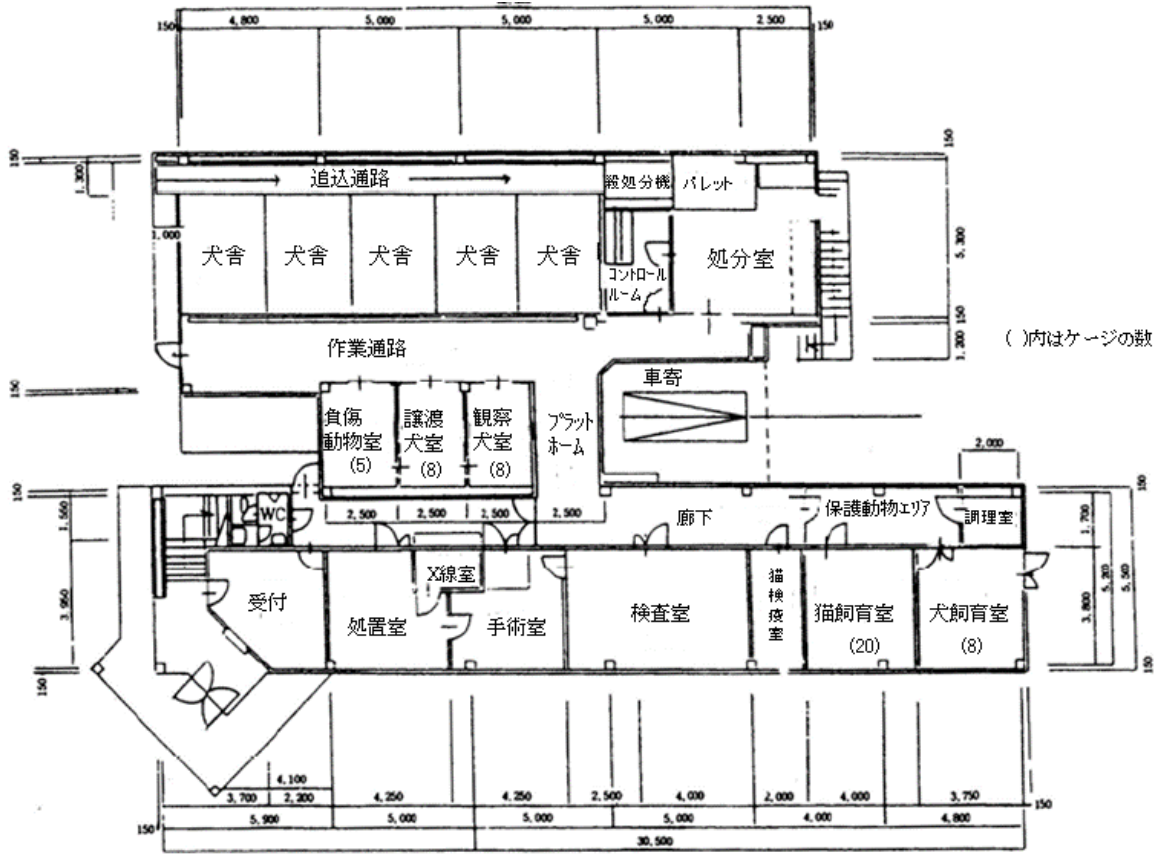 4,800
5,000
5,000
5,000
2,500
150
150
150
1,300
追込通路
殺処分機
パレット
150
1,000
犬舎
犬舎
犬舎
犬舎
犬舎
コントロール
ルーム
処分室
5,300
150
1,200
( )内はケージの数
作業通路
車寄
150
負傷
動物室
(5)
譲渡
犬室
(8)
観察
犬室
(8)
プラット
ホーム
2,000
150
1,560
WC
2,500
2,500
2,500
2,500
廊下
保護動物エリア
調理室
1,700
3,950
受付
処置室
X線室
手術室
検査室
猫
検
疫
室
猫飼育室
(20)
犬飼育室
(8)
3,800
5,200
150
150
4,100
3,700
2,200
4,250
4,250
2,500
4,000
2,000
4,000
3,750
150
150
5,900
5,000
5,000
5,000
4,000
4,800
30,500